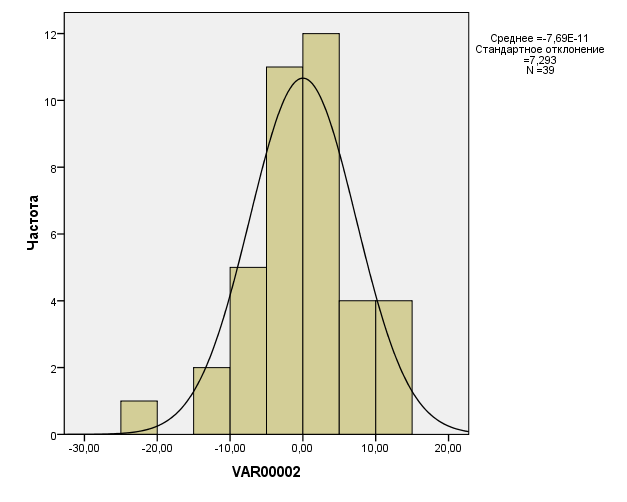 Среднее =-7,69E-11
Стандартное отклонение
=7,293
N =39
12
10
8
6
4
2
0
Частота
-30,00 -20,00 -10,00 0,00 10,00 20,00
VAR00002